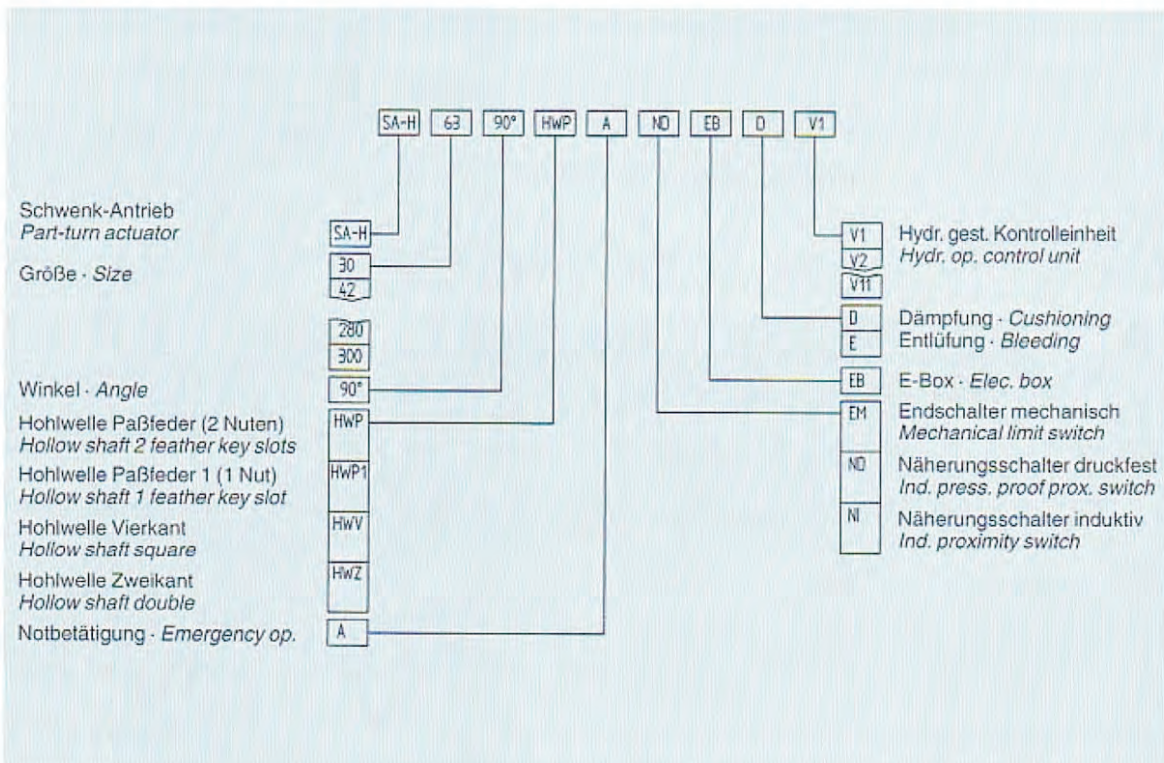 SA-H 63 90° HWP A ND EB D V1
Schwenk-Antrieb
Part-turn actuator
SA-H
Größe · Size
30
42
280
300
Winkel · Angle
90°
Hohlwelle Paßfeder (2 Nuten)
Hollow shaft 2 feather key slots
HWP
Hohlwelle Paßfeder 1 (1 Nut)
Hollow shaft 1 feather key slot
HWP1
Hohlwelle Vierkant
Hollow shaft square
HWV
Hohlwelle Zweikant
Hollow shaft double
HWZ
Notbetätigung · Emergency op.
A
V1
V2
V11
Hydr. gest. Kontrolleinheit
Hydr. op. control unit
D Dämpfung · Cushioning
E Entlüfung · Bleeding
EB E-Box · Elec. box
EM Endschalter mechanisch
Mechanical limit switch
ND Näherungsschalter druckfest
Ind. press. proof prox. switch
NI Näherungsschalter induktiv
Ind. proximity switch